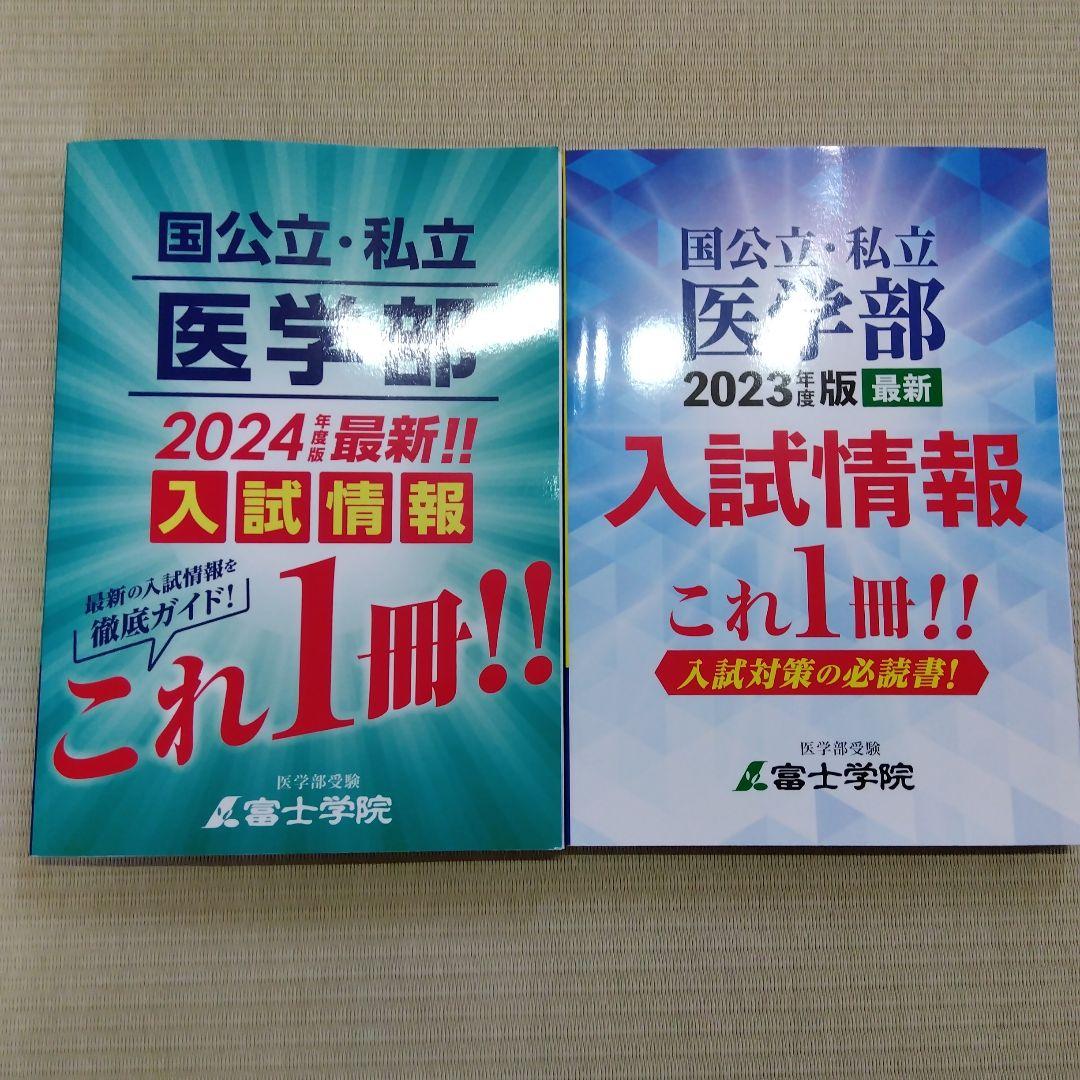 国公立・私立
医学部
2024年度版最新!!
入試情報
最新の入試情報を
徹底ガイド!
これ1冊!!
医学部受験
富士学院
国公立・私立
医学部
2023年度版 最新
入試情報
これ1冊!!
入試対策の必読書!
医学部受験
富士学院